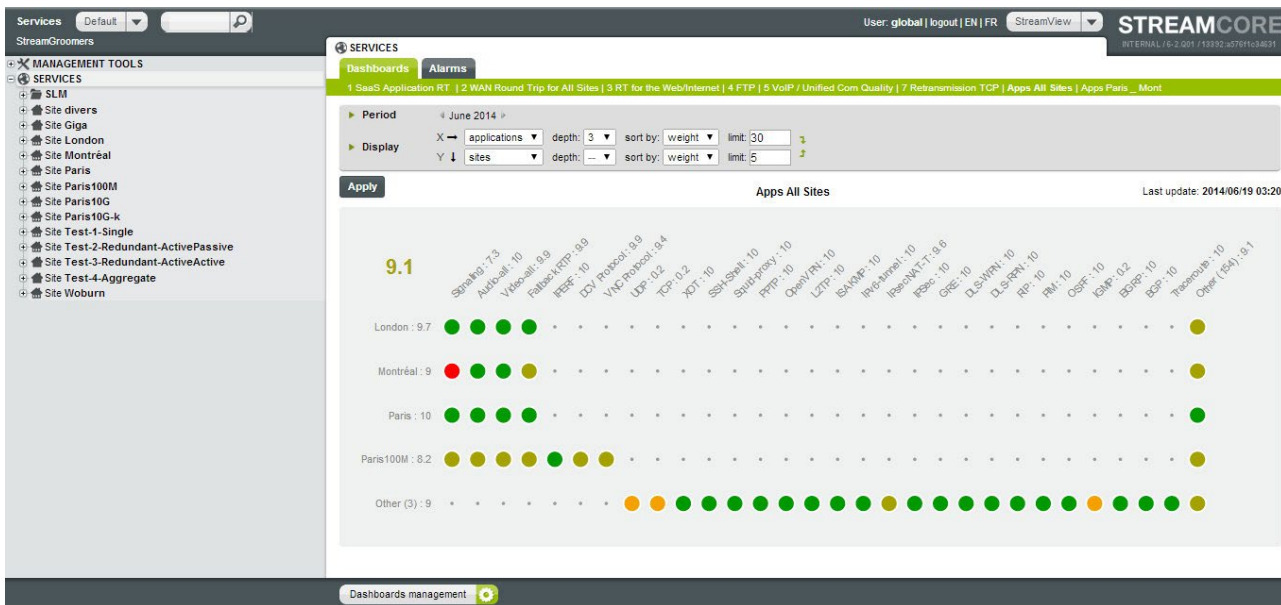 Services Default
User: global | logout | EN | FR StreamView
STREAMCORE
INTERNAL / 6-2.Q01 / 13392:a57611o34631
StreamGroomers
MANAGEMENT TOOLS
SERVICES
SLM
Site divers
Site Giga
Site London
Site Montréal
Site Paris
Site Paris100M
Site Paris10G
Site Paris10G-k
Site Test-1-Single
Site Test-2-Redundant-ActivePassive
Site Test-3-Redundant-ActiveActive
Site Test-4-Aggregate
Site Woburn
SERVICES
Dashboards Alarms
1 SaaS Application RT | 2 WAN Round Trip for All Sites | 3 RT for the Web/Internet | 4 FTP | 5 VoIP / Unified Com Quality | 7 Retransmission TCP | Apps All Sites | Apps Paris _ Mont
Period June 2014
Display
X applications depth: 3 sort by: weight limit: 30
Y sites depth: -- sort by: weight limit: 5
Apply
Apps All Sites
Last update: 2014/06/19 03:20
9.1
Signaling : 7.3
Audio-all : 10
Video-all : 9.9
Fallback RTP : 9.9
IPERF : 10
DCV Protocol : 9.9
VNC Protocol : 9.4
UDP : 0.2
TCP : 0.2
XOT : 10
SSH-Shell : 10
Squid-proxy : 10
PPTP : 10
OpenVPN : 10
L2TP : 10
ISAKMP : 10
IPv6-tunnel : 10
IPsecNAT-T : 9.6
IPSec : 10
GRE : 10
DLS-WPN : 10
DLS-RPN : 10
RIP : 10
PIM : 10
OSPF : 10
IGMP : 0.2
BGRP : 10
BGP : 10
Traceroute : 10
Other (154) : 9.1
London : 9.7
Montréal : 9
Paris : 10
Paris100M : 8.2
Other (3) : 9
Dashboards management